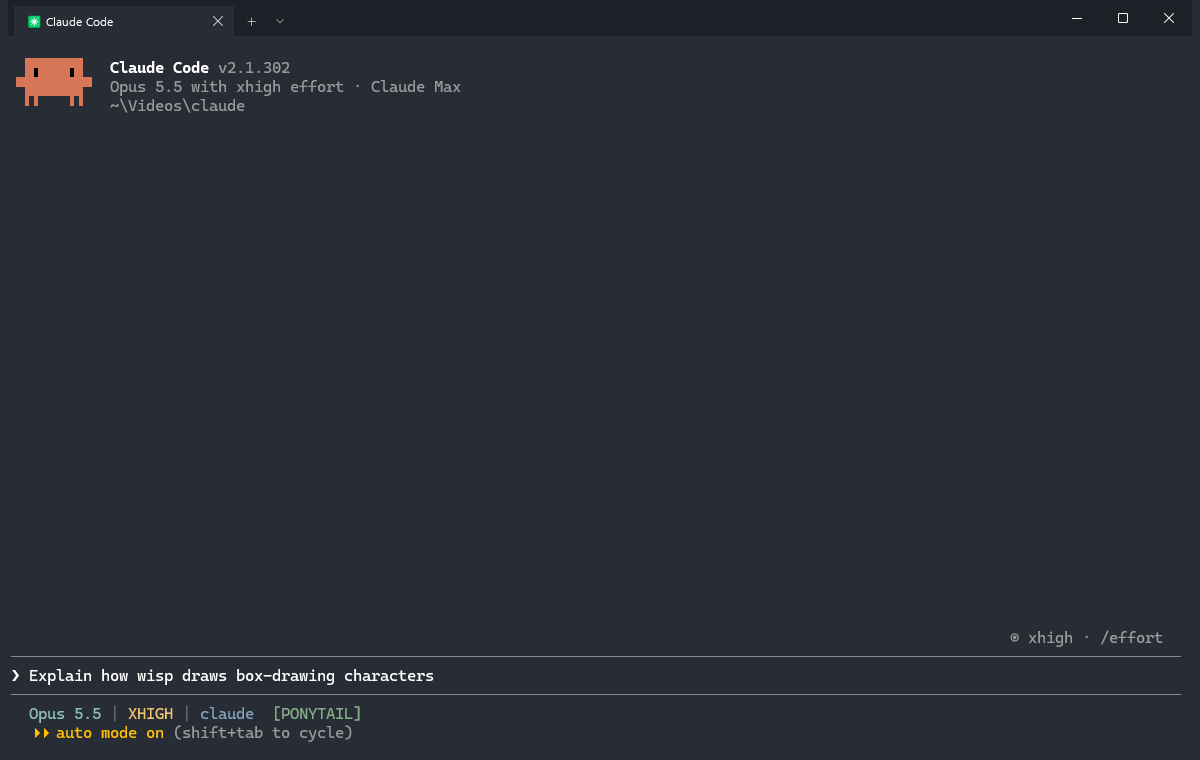 Claude Code
Claude Code v2.1.302
Opus 5.5 with xhigh effort · Claude Max
~\Videos\claude
◉ xhigh · /effort
❯ Explain how wisp draws box-drawing characters
Opus 5.5 | XHIGH | claude [PONYTAIL]
⏵⏵ auto mode on (shift+tab to cycle)